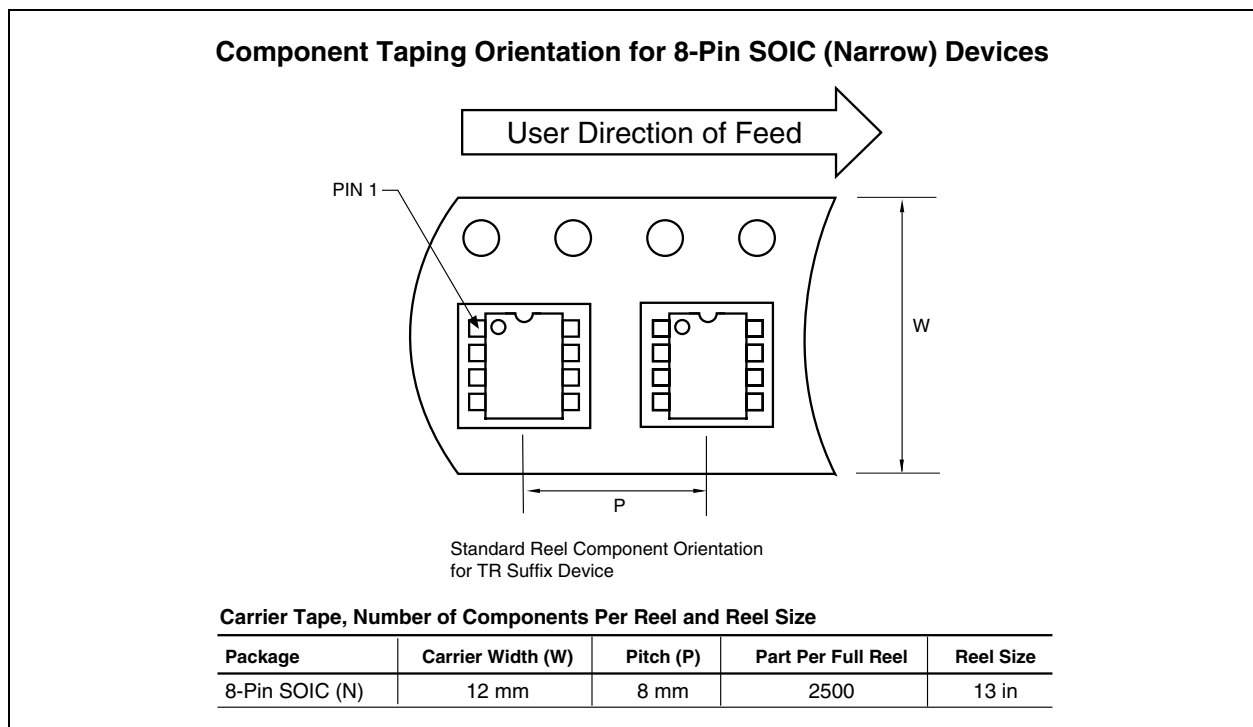 Component Taping Orientation for 8-Pin SOIC (Narrow) Devices
User Direction of Feed
PIN 1
W
P
Standard Reel Component Orientation
for TR Suffix Device
Carrier Tape, Number of Components Per Reel and Reel Size
Package Carrier Width (W) Pitch (P) Part Per Full Reel Reel Size
8-Pin SOIC (N) 12 mm 8 mm 2500 13 in